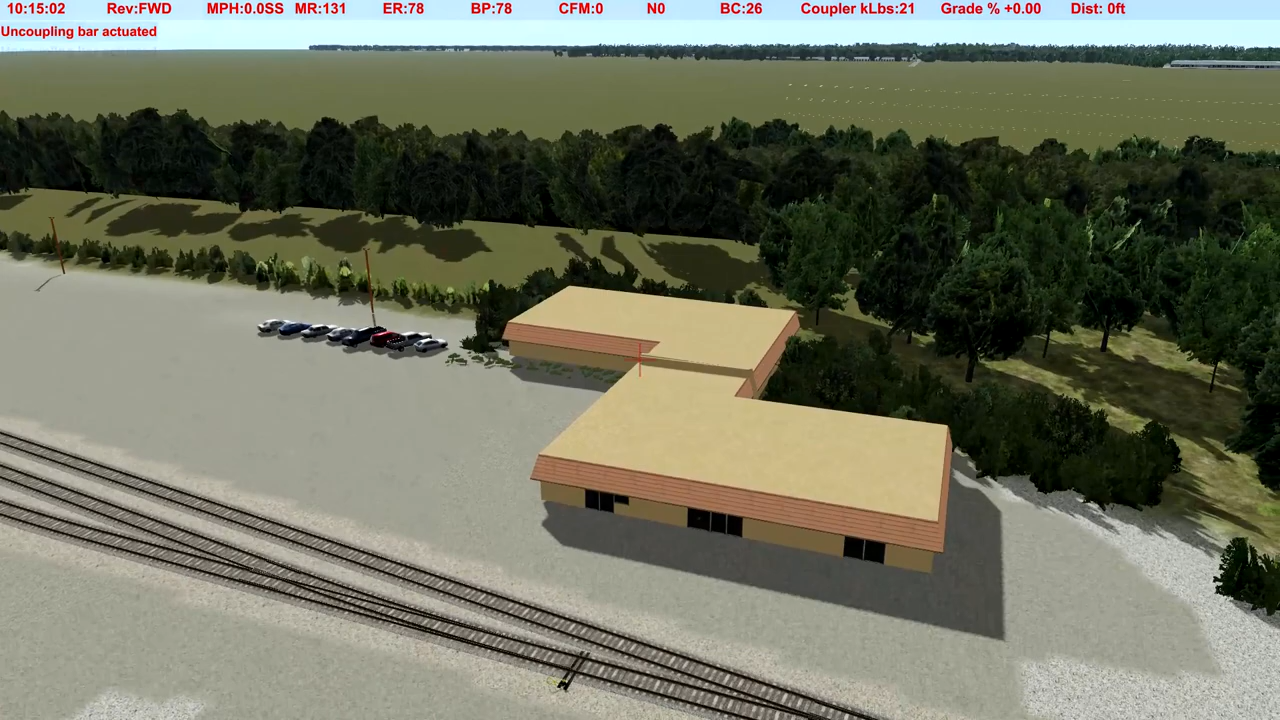 10:15:02 Rev:FWD MPH:0.0SS MR:131 ER:78 BP:78 CFM:0 N0 BC:26 Coupler kLbs:21 Grade % +0.00 Dist: 0ft
Uncoupling bar actuated